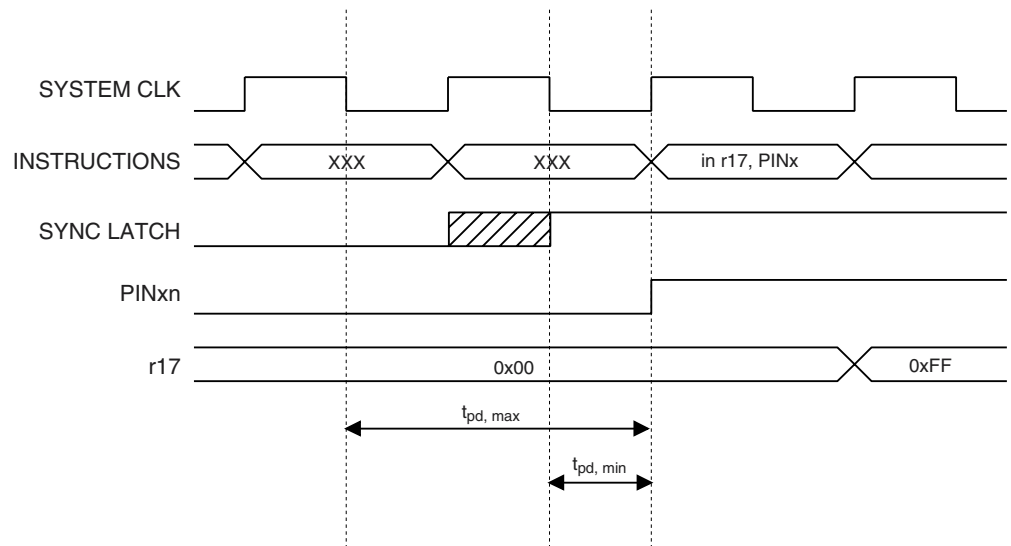 SYSTEM CLK
INSTRUCTIONS XXX XXX in r17, PINx
SYNC LATCH
PINxn
r17 0x00 0xFF
tpd, max
tpd, min